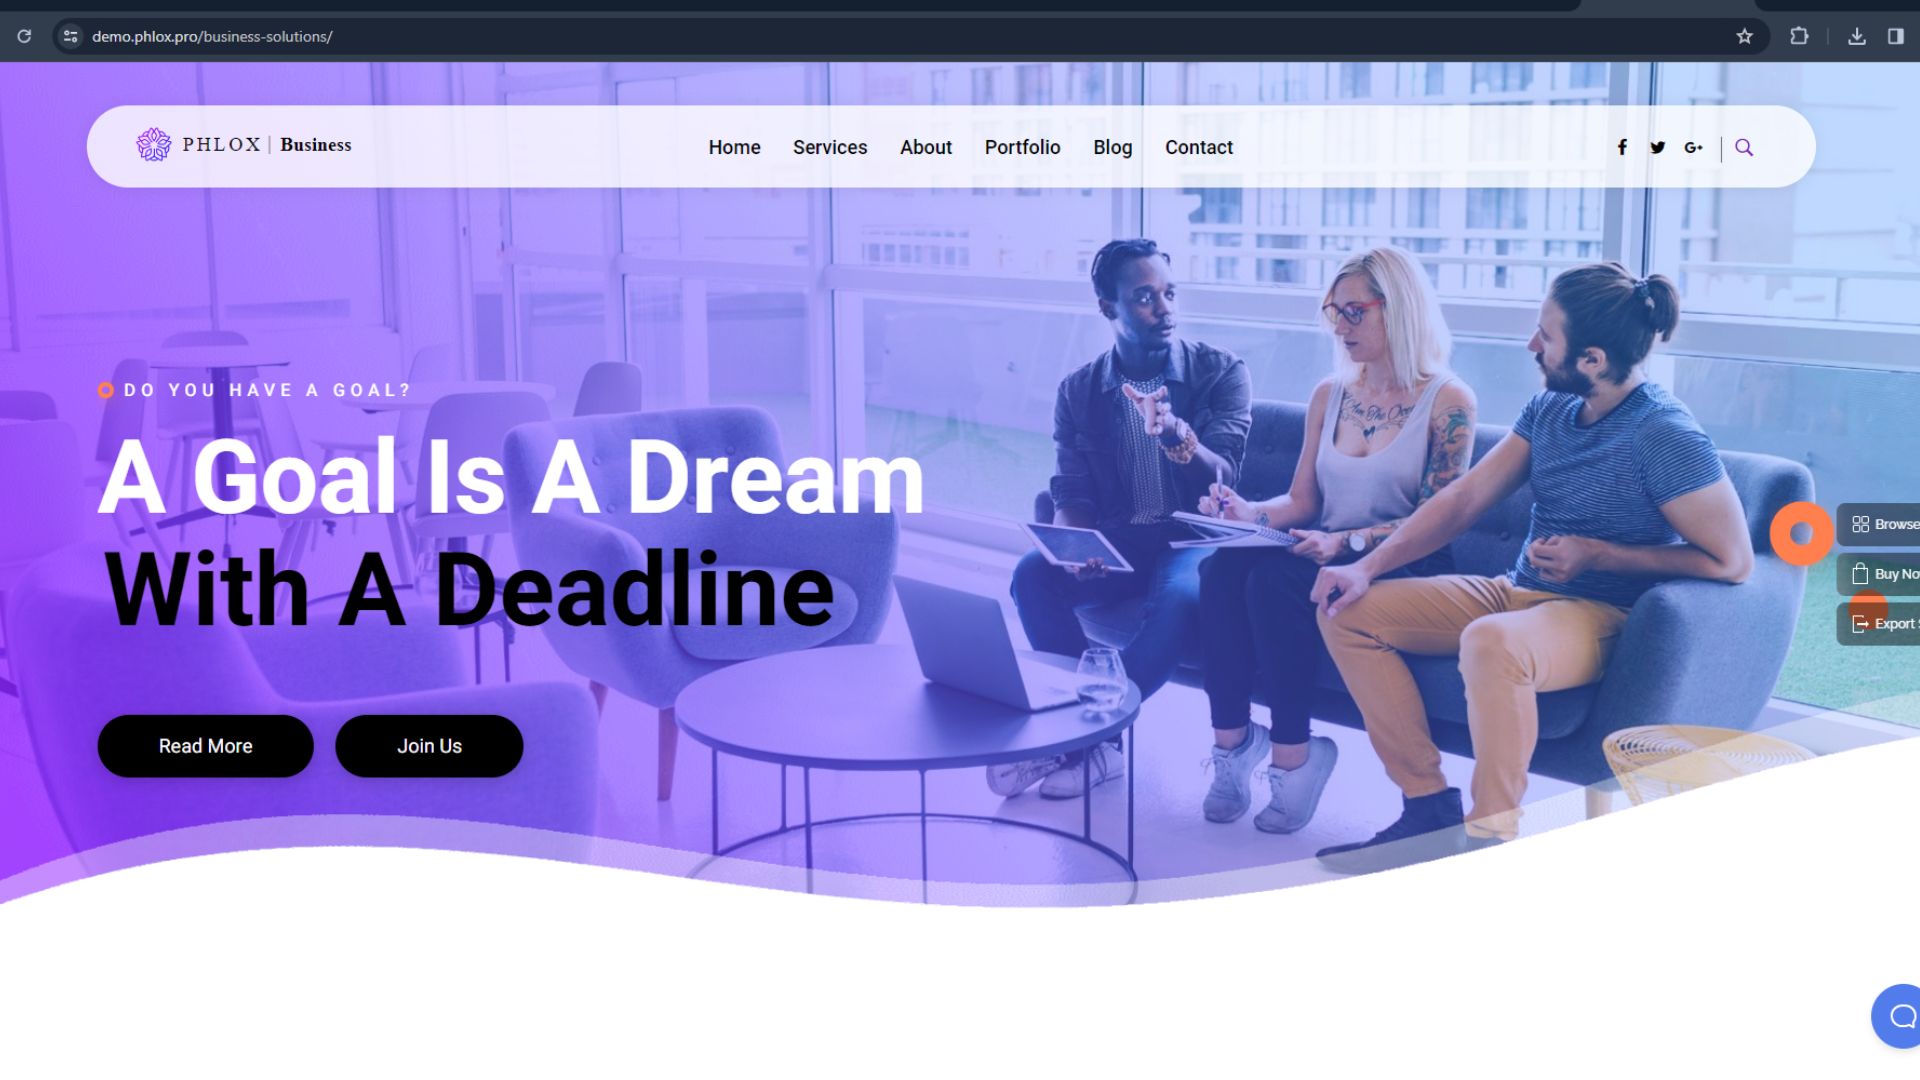 demo.phlox.pro/business-solutions/
PHLOX | Business
Home Services About Portfolio Blog Contact
DO YOU HAVE A GOAL?
A Goal Is A Dream
With A Deadline
Read More Join Us
Browse
Buy No
Export